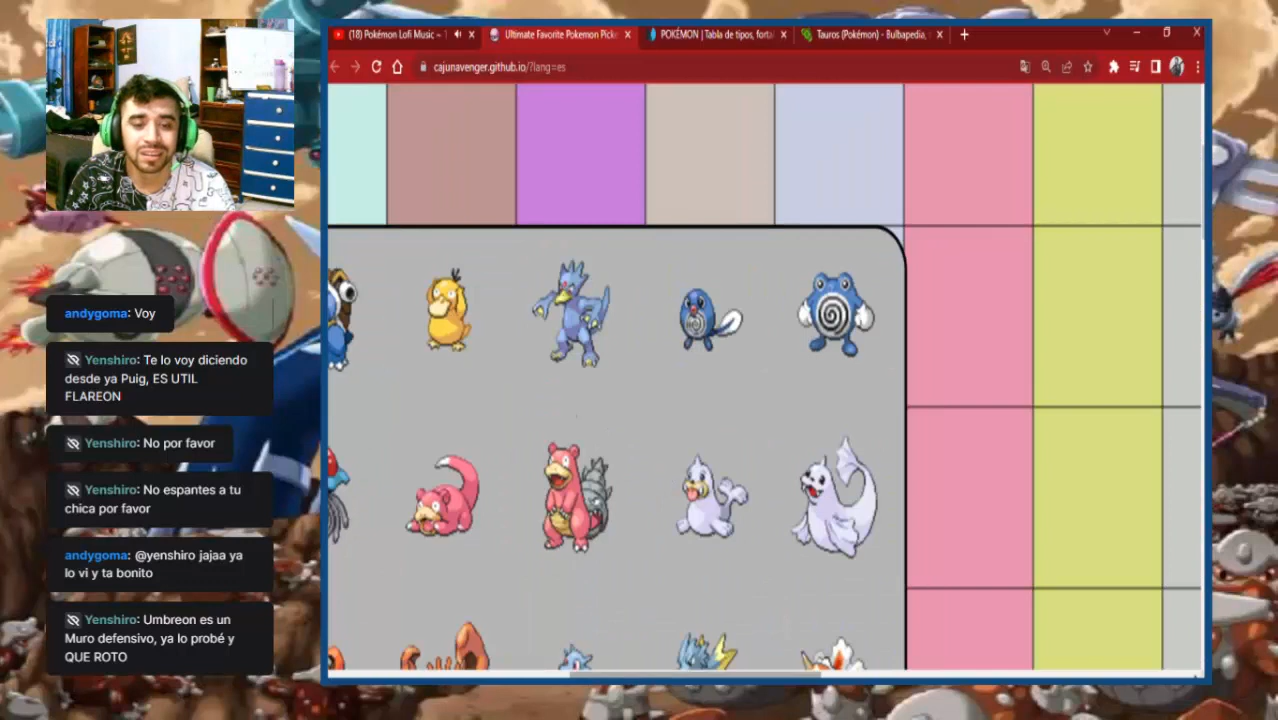 (18) Pokémon Lofi Music ~ 1
Ultimate Favorite Pokemon Picke
POKÉMON | Tabla de tipos, fortal
Tauros (Pokémon) - Bulbapedia,
cajunavenger.github.io/?lang=es
andygoma: Voy
Yenshiro: Te lo voy diciendo
desde ya Puig, ES UTIL
FLAREON
Yenshiro: No por favor
Yenshiro: No espantes a tu
chica por favor
andygoma: @yenshiro jajaa ya
lo vi y ta bonito
Yenshiro: Umbreon es un
Muro defensivo, ya lo probé y
QUE ROTO